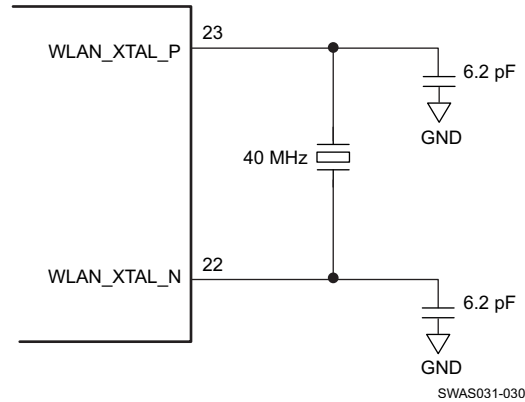 WLAN_XTAL_P
23
6.2 pF
GND
40 MHz
WLAN_XTAL_N
22
6.2 pF
GND
SWAS031-030